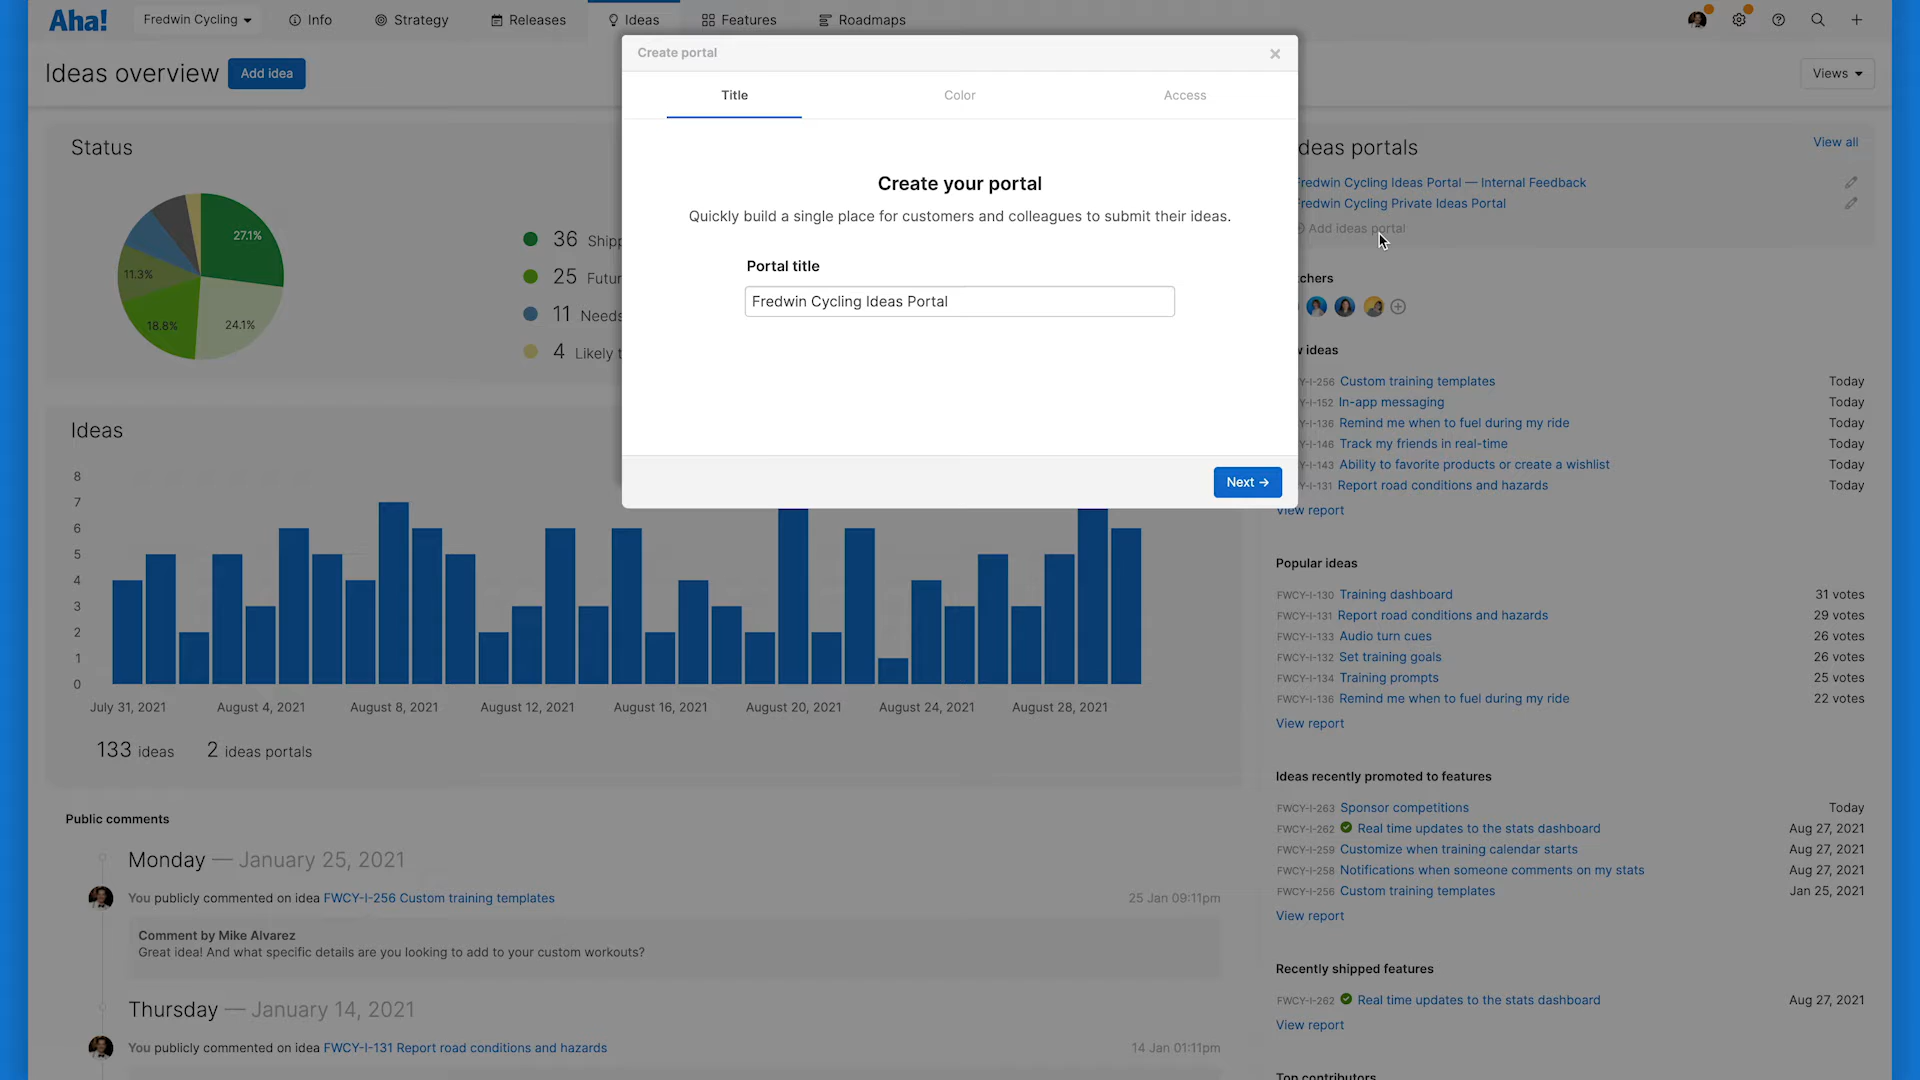 Aha!
Fredwin Cycling
Info
Strategy
Releases
Ideas
Features
Roadmaps
Ideas overview
Add idea
Views
Create portal
Title
Color
Access
Create your portal
Quickly build a single place for customers and colleagues to submit their ideas.
Portal title
Fredwin Cycling Ideas Portal
Next →
Status
27.1%
11.3%
18.8%
24.1%
36 Shipp
25 Futur
11 Needs
4 Likely t
Ideas
8
7
6
5
4
3
2
1
0
July 31, 2021
August 4, 2021
August 8, 2021
August 12, 2021
August 16, 2021
August 20, 2021
August 24, 2021
August 28, 2021
133 ideas
2 ideas portals
Public comments
Monday — January 25, 2021
You publicly commented on idea FWCY-I-256 Custom training templates
25 Jan 09:11pm
Comment by Mike Alvarez
Great idea! And what specific details are you looking to add to your custom workouts?
Thursday — January 14, 2021
You publicly commented on idea FWCY-I-131 Report road conditions and hazards
14 Jan 01:11pm
deas portals
View all
Fredwin Cycling Ideas Portal — Internal Feedback
Fredwin Cycling Private Ideas Portal
Add ideas portal
chers
w ideas
Y-I-256 Custom training templates Today
Y-I-152 In-app messaging Today
Y-I-136 Remind me when to fuel during my ride Today
Y-I-146 Track my friends in real-time Today
Y-I-143 Ability to favorite products or create a wishlist Today
Y-I-131 Report road conditions and hazards Today
View report
Popular ideas
FWCY-I-130 Training dashboard 31 votes
FWCY-I-131 Report road conditions and hazards 29 votes
FWCY-I-133 Audio turn cues 26 votes
FWCY-I-132 Set training goals 26 votes
FWCY-I-134 Training prompts 25 votes
FWCY-I-136 Remind me when to fuel during my ride 22 votes
View report
Ideas recently promoted to features
FWCY-I-263 Sponsor competitions Today
FWCY-I-262 Real time updates to the stats dashboard Aug 27, 2021
FWCY-I-259 Customize when training calendar starts Aug 27, 2021
FWCY-I-258 Notifications when someone comments on my stats Aug 27, 2021
FWCY-I-256 Custom training templates Jan 25, 2021
View report
Recently shipped features
FWCY-I-262 Real time updates to the stats dashboard Aug 27, 2021
View report
Top contributors